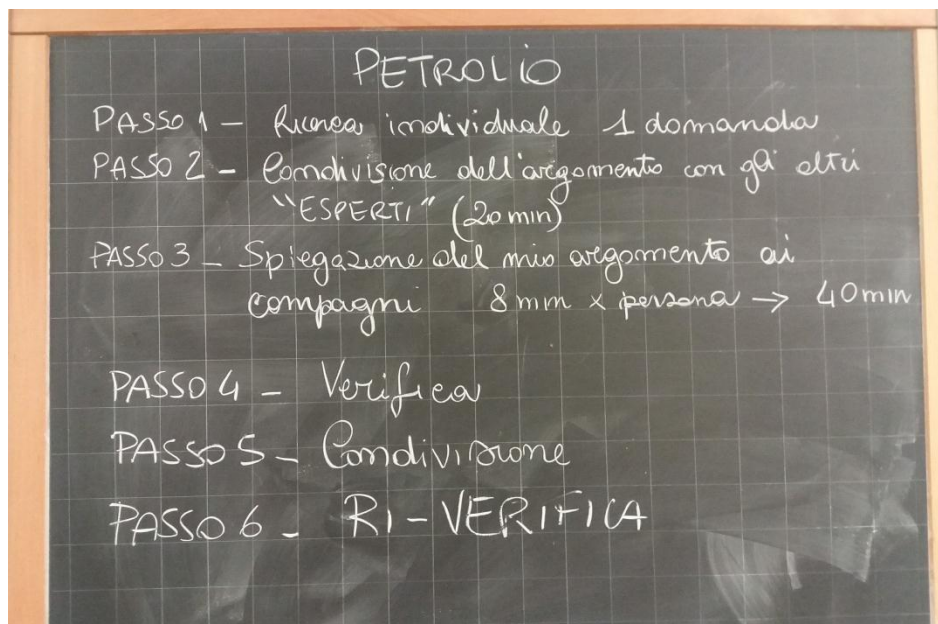 PETROLIO
PASSO 1 - Ricerca individuale 1 domanda
PASSO 2 - Condivisione dell'argomento con gli altri
"ESPERTI" (20 min)
PASSO 3 - Spiegazione del mio argomento ai
compagni 8 min x persona → 40 min
PASSO 4 - Verifica
PASSO 5 - Condivisione
PASSO 6 - RI-VERIFICA